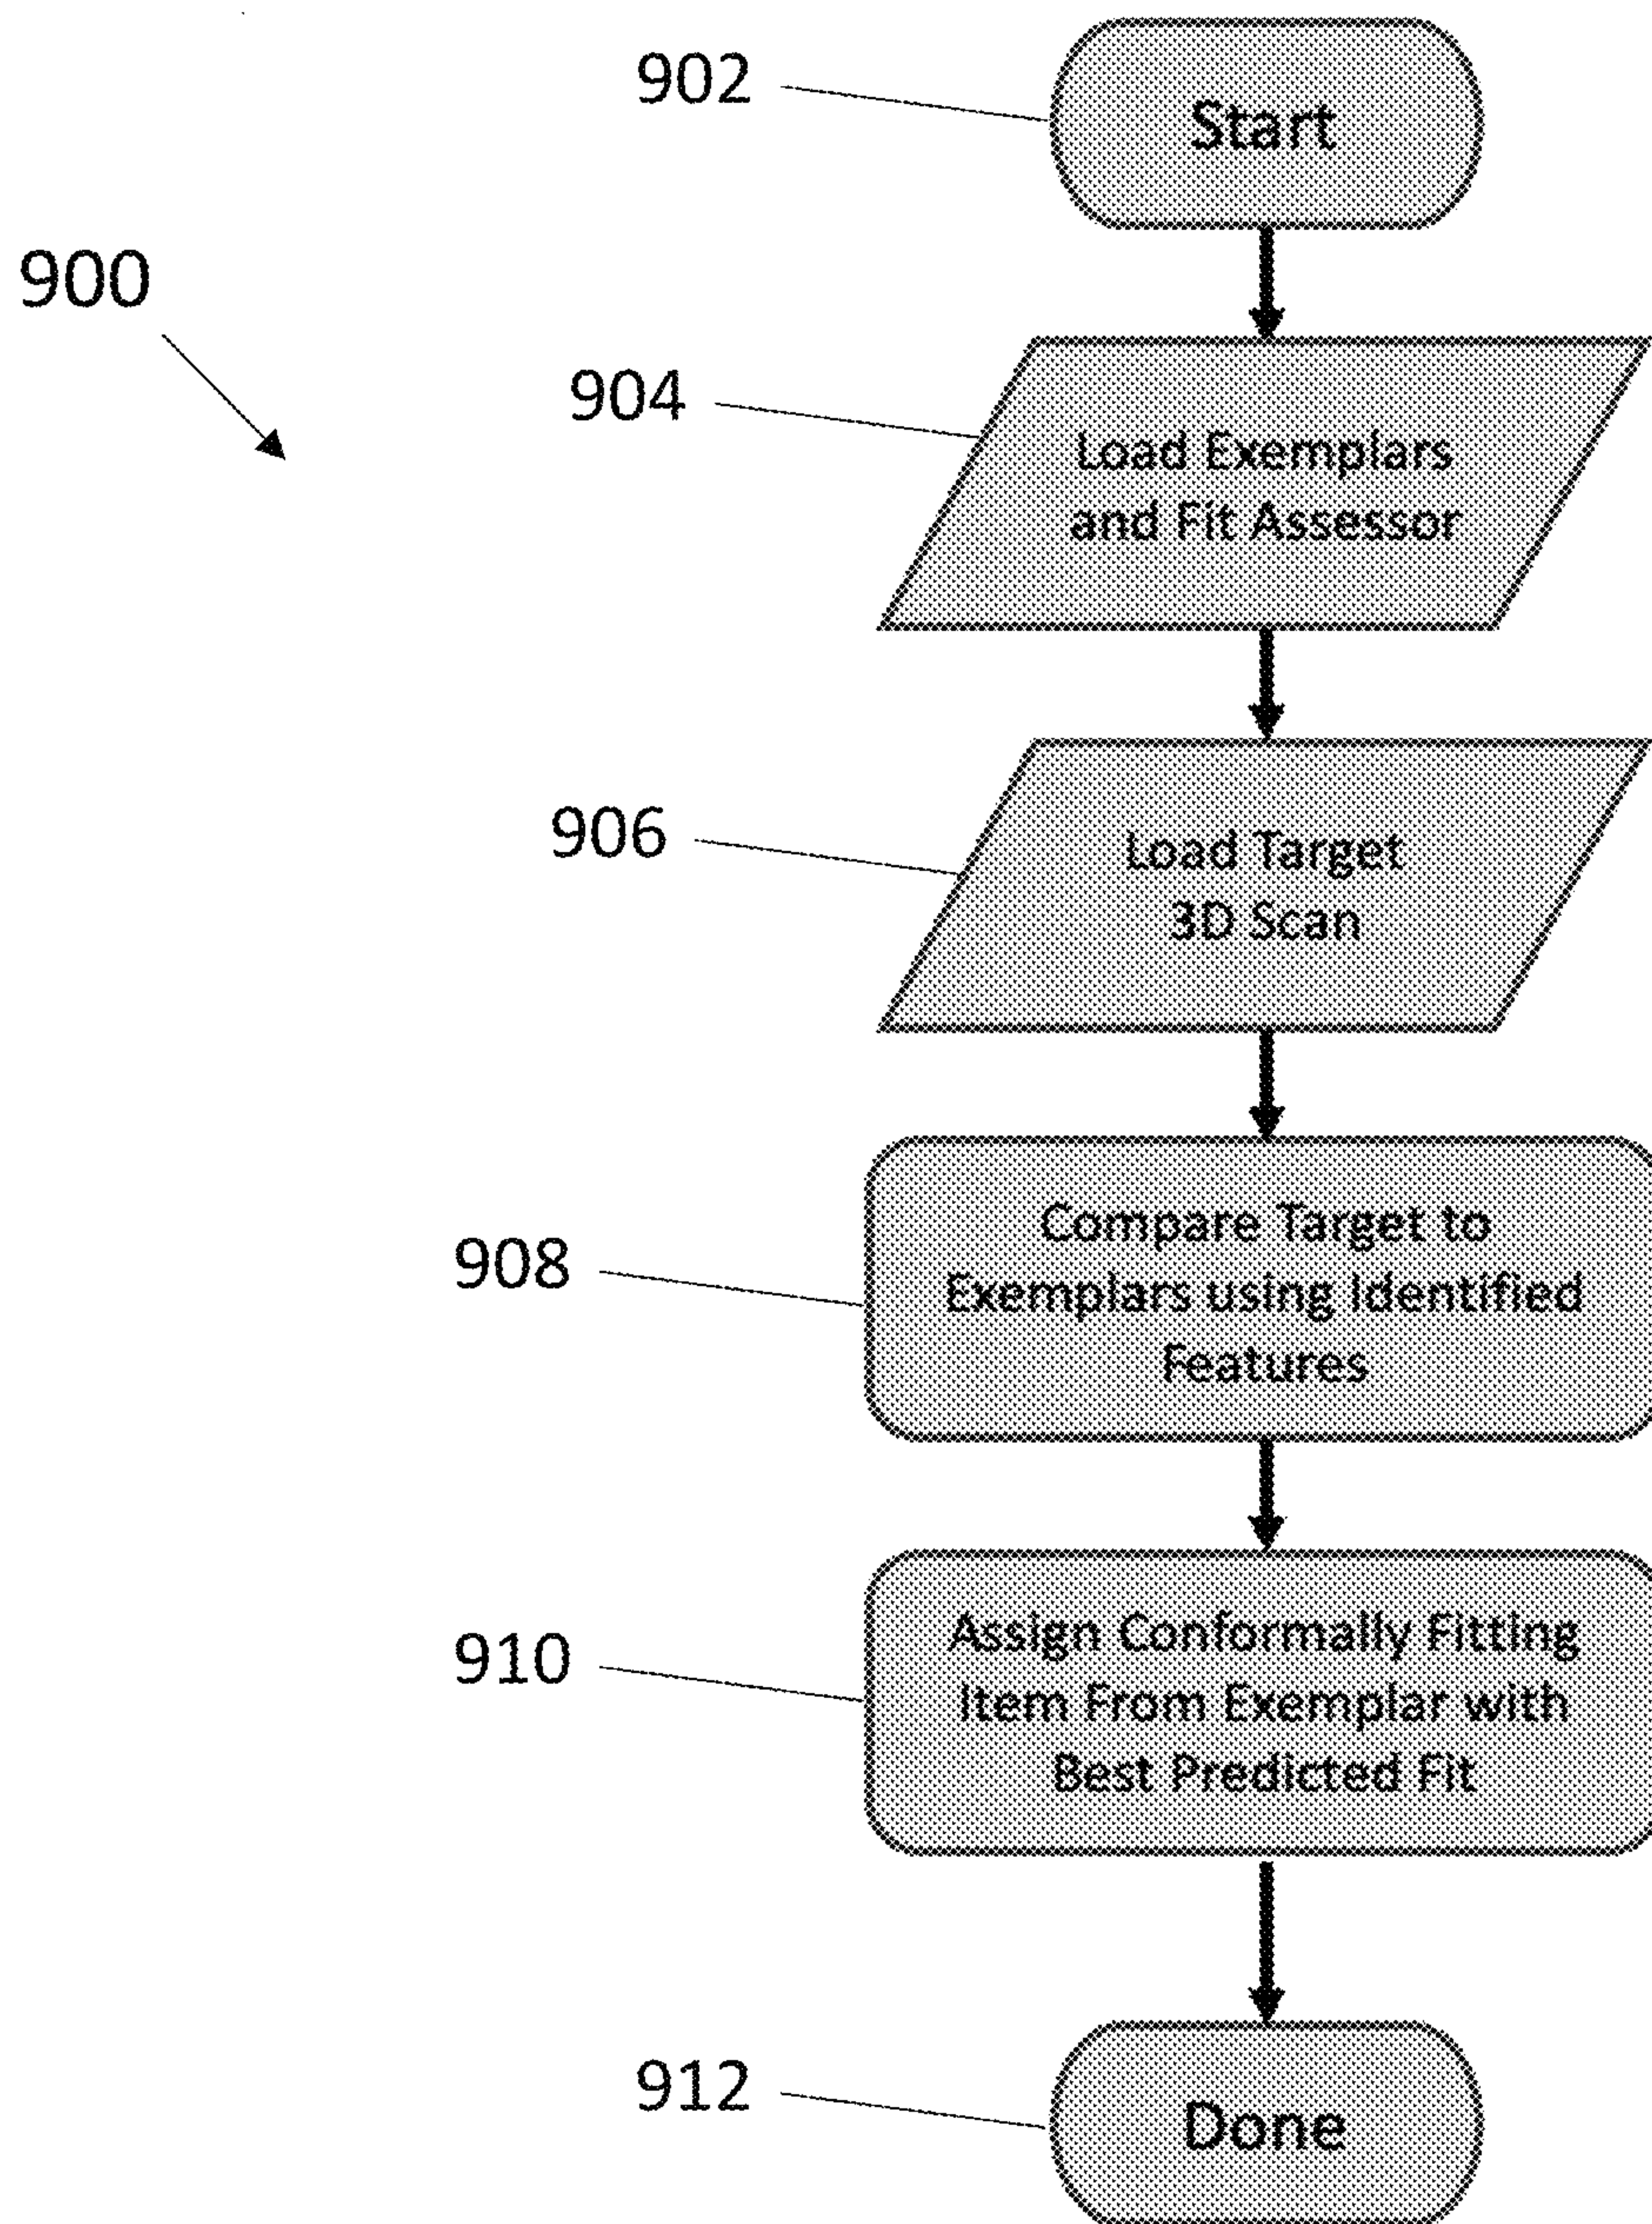 902
Start
900
904
Load Exemplars
and Fit Assessor
906
Load Target
3D Scan
908
Compare Target to
Exemplars using Identified
Features
910
Assign Conformally Fitting
Item From Exemplar with
Best Predicted Fit
912
Done